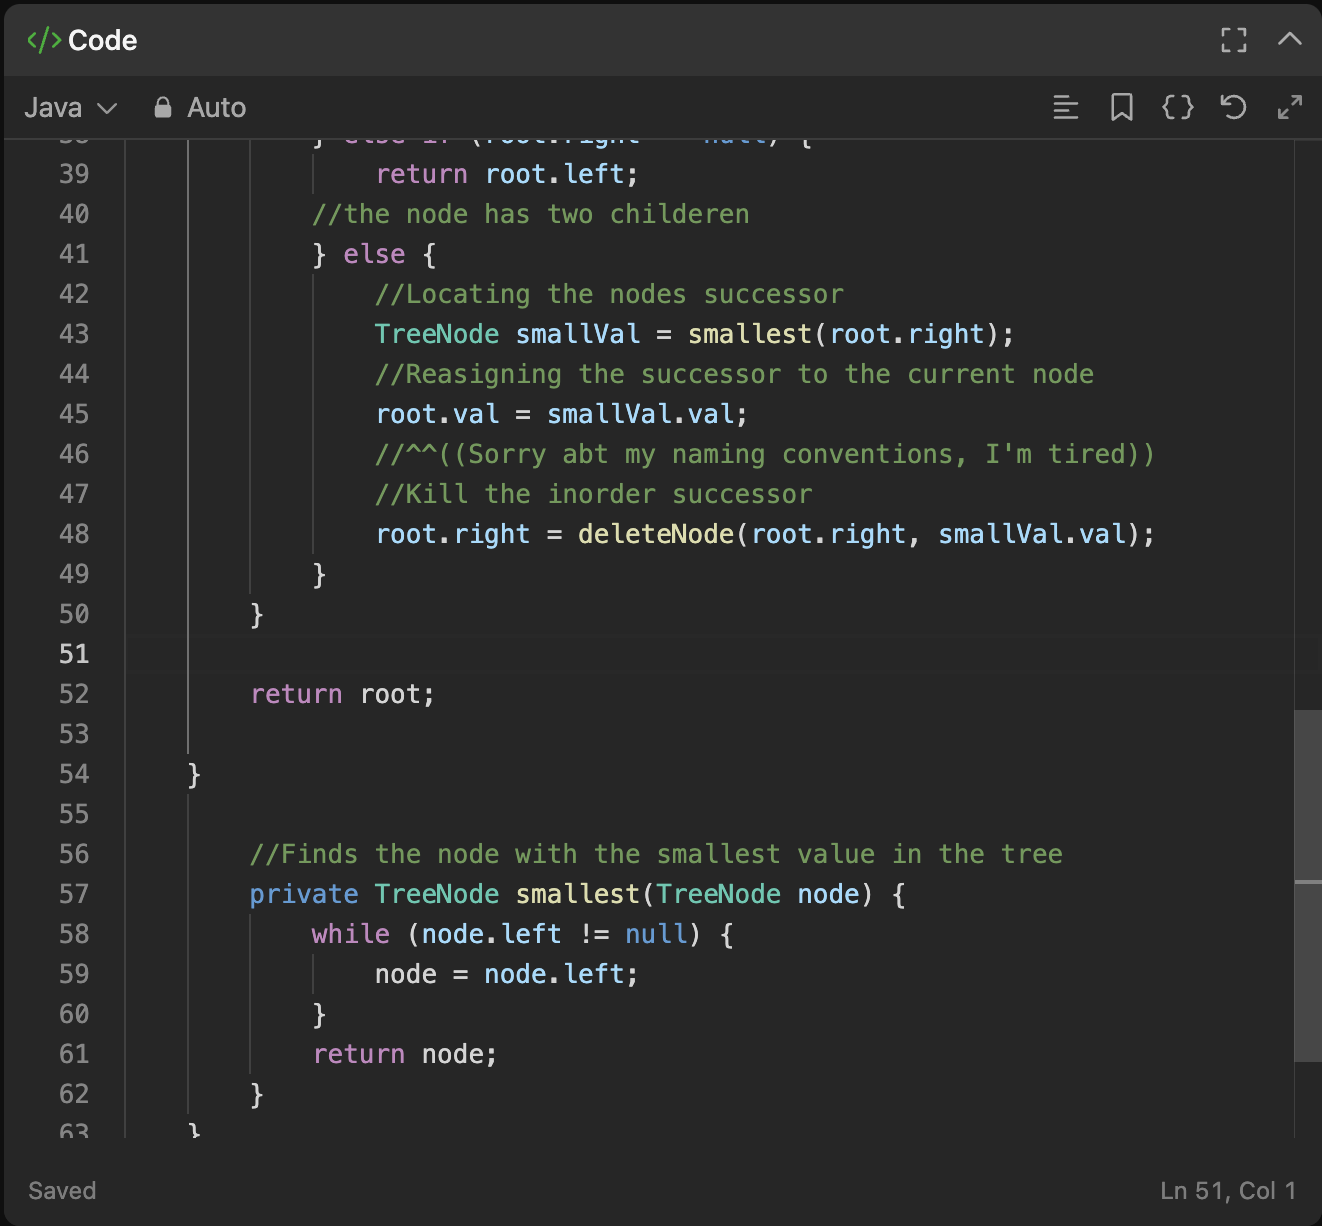 </> Code
Java Auto
38 } else if (root.right == null) {
39 return root.left;
40 //the node has two childeren
41 } else {
42 //Locating the nodes successor
43 TreeNode smallVal = smallest(root.right);
44 //Reasigning the successor to the current node
45 root.val = smallVal.val;
46 //^^((Sorry abt my naming conventions, I'm tired))
47 //Kill the inorder successor
48 root.right = deleteNode(root.right, smallVal.val);
49 }
50 }
51
52 return root;
53
54 }
55
56 //Finds the node with the smallest value in the tree
57 private TreeNode smallest(TreeNode node) {
58 while (node.left != null) {
59 node = node.left;
60 }
61 return node;
62 }
63 }
Saved Ln 51, Col 1